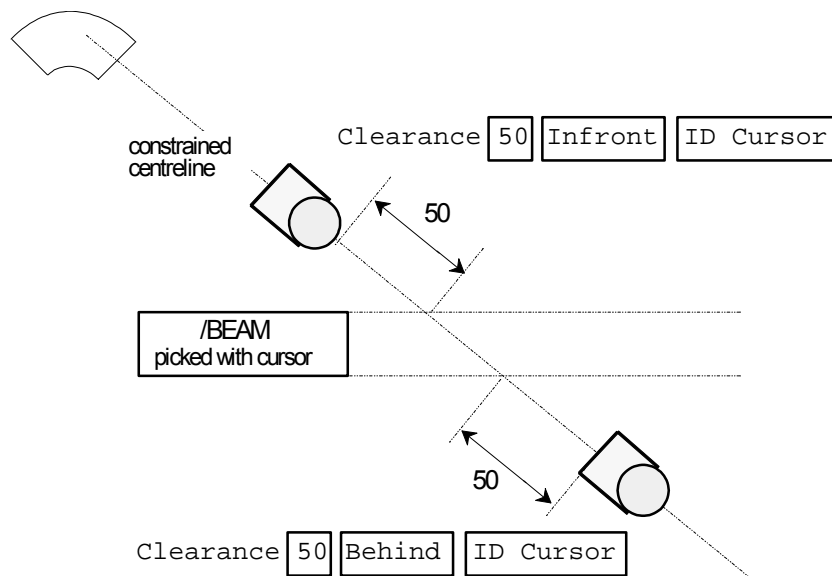 Clearance 50 Infront ID Cursor
constrained
centreline
50
/BEAM
picked with cursor
50
Clearance 50 Behind ID Cursor